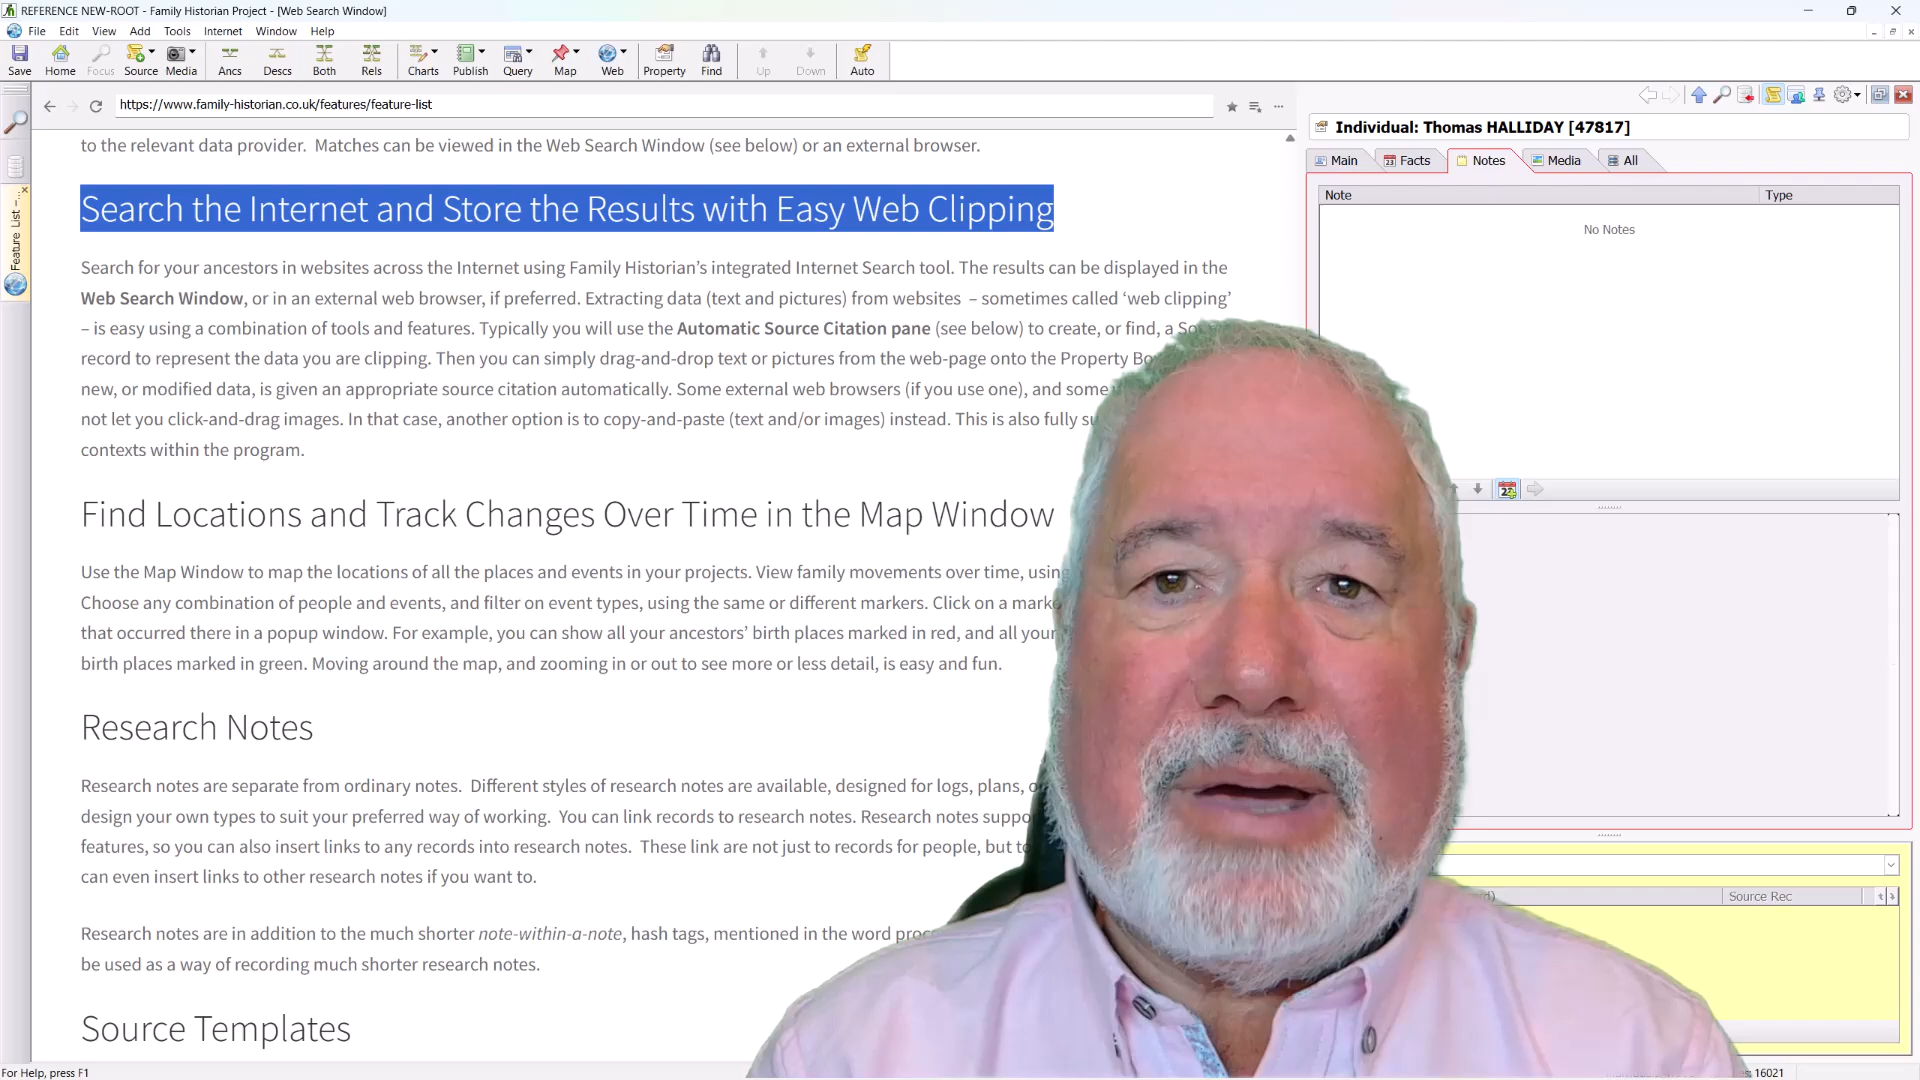 REFERENCE NEW-ROOT - Family Historian Project - [Web Search Window]
File Edit View Add Tools Internet Window Help
Save Home Focus Source Media Ancs Descs Both Rels Charts Publish Query Map Web Property Find Up Down Auto
https://www.family-historian.co.uk/features/feature-list
Feature List -...
to the relevant data provider. Matches can be viewed in the Web Search Window (see below) or an external browser.
Search the Internet and Store the Results with Easy Web Clipping
Search for your ancestors in websites across the Internet using Family Historian’s integrated Internet Search tool. The results can be displayed in the
Web Search Window, or in an external web browser, if preferred. Extracting data (text and pictures) from websites – sometimes called ‘web clipping’
– is easy using a combination of tools and features. Typically you will use the Automatic Source Citation pane (see below) to create, or find, a
record to represent the data you are clipping. Then you can simply drag-and-drop text or pictures from the web-page onto the Property
new, or modified data, is given an appropriate source citation automatically. Some external web browsers (if you use one), and some
not let you click-and-drag images. In that case, another option is to copy-and-paste (text and/or images) instead. This is also fully
contexts within the program.
Find Locations and Track Changes Over Time in the Map Window
Use the Map Window to map the locations of all the places and events in your projects. View family movements over time,
Choose any combination of people and events, and filter on event types, using the same or different markers. Click on a
that occurred there in a popup window. For example, you can show all your ancestors’ birth places marked in red, and all your
birth places marked in green. Moving around the map, and zooming in or out to see more or less detail, is easy and fun.
Research Notes
Research notes are separate from ordinary notes. Different styles of research notes are available, designed for logs, plans,
design your own types to suit your preferred way of working. You can link records to research notes. Research notes
features, so you can also insert links to any records into research notes. These link are not just to records for people, but
can even insert links to other research notes if you want to.
Research notes are in addition to the much shorter note-within-a-note, hash tags, mentioned in the word
be used as a way of recording much shorter research notes.
Source Templates
Individual: Thomas HALLIDAY [47817]
Main Facts Notes Media All
Note Type
No Notes
Source Rec
For Help, press F1
16021